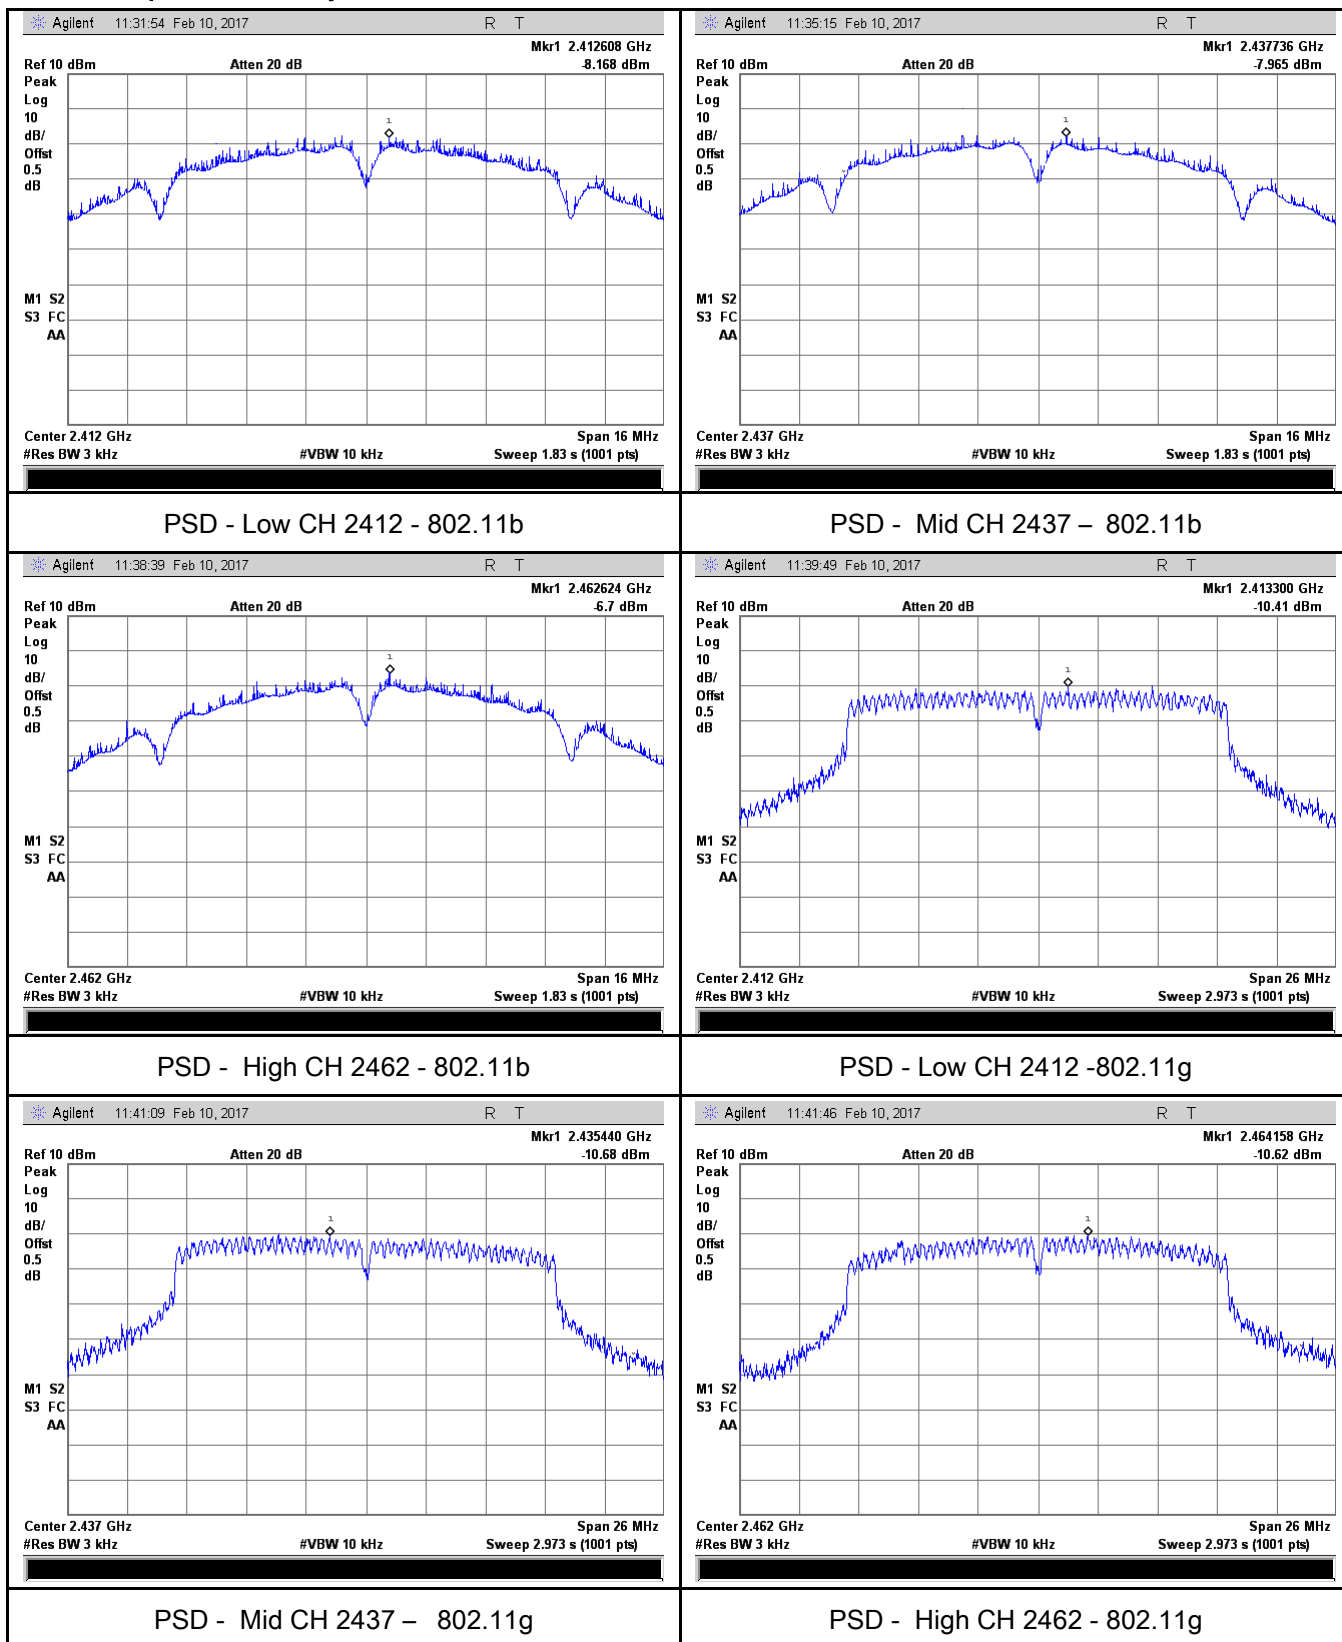 Agilent 11:31:54 Feb 10, 2017 R T
Mkr1 2.412608 GHz
Ref 10 dBm Atten 20 dB -8.168 dBm
Peak
Log
10
dB/
Offst
0.5
dB
M1 S2
S3 FC
AA
Center 2.412 GHz Span 16 MHz
#Res BW 3 kHz #VBW 10 kHz Sweep 1.83 s (1001 pts)
PSD - Low CH 2412 - 802.11b
Agilent 11:35:15 Feb 10, 2017 R T
Mkr1 2.437736 GHz
Ref 10 dBm Atten 20 dB -7.965 dBm
Peak
Log
10
dB/
Offst
0.5
dB
1
M1 S2
S3 FC
AA
Center 2.437 GHz Span 16 MHz
#Res BW 3 kHz #VBW 10 kHz Sweep 1.83 s (1001 pts)
PSD - Mid CH 2437 – 802.11b
Agilent 11:38:39 Feb 10, 2017 R T
Mkr1 2.462624 GHz
Ref 10 dBm Atten 20 dB -6.7 dBm
Peak
Log
10
dB/
Offst
0.5
dB
1
M1 S2
S3 FC
AA
Center 2.462 GHz Span 16 MHz
#Res BW 3 kHz #VBW 10 kHz Sweep 1.83 s (1001 pts)
PSD - High CH 2462 - 802.11b
Agilent 11:39:49 Feb 10, 2017 R T
Mkr1 2.413300 GHz
Ref 10 dBm Atten 20 dB -10.41 dBm
Peak
Log
10
dB/
Offst
0.5
dB
1
M1 S2
S3 FC
AA
Center 2.412 GHz Span 26 MHz
#Res BW 3 kHz #VBW 10 kHz Sweep 2.973 s (1001 pts)
PSD - Low CH 2412 -802.11g
Agilent 11:41:09 Feb 10, 2017 R T
Mkr1 2.435440 GHz
Ref 10 dBm Atten 20 dB -10.68 dBm
Peak
Log
10
dB/
Offst
0.5
dB
1
M1 S2
S3 FC
AA
Center 2.437 GHz Span 26 MHz
#Res BW 3 kHz #VBW 10 kHz Sweep 2.973 s (1001 pts)
PSD - Mid CH 2437 – 802.11g
Agilent 11:41:46 Feb 10, 2017 R T
Mkr1 2.464158 GHz
Ref 10 dBm Atten 20 dB -10.62 dBm
Peak
Log
10
dB/
Offst
0.5
dB
1
M1 S2
S3 FC
AA
Center 2.462 GHz Span 26 MHz
#Res BW 3 kHz #VBW 10 kHz Sweep 2.973 s (1001 pts)
PSD - High CH 2462 - 802.11g